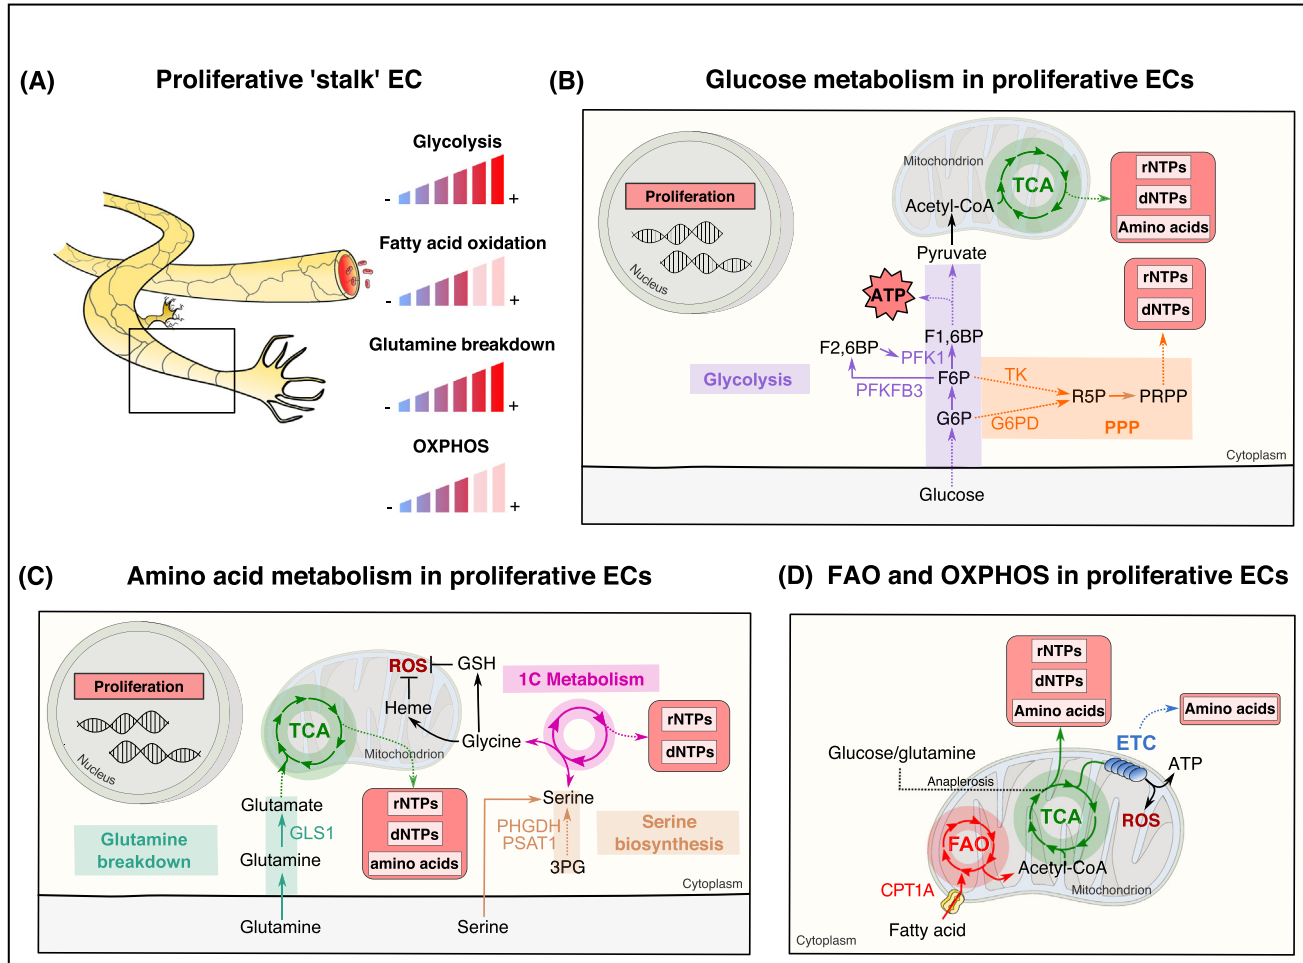 (A)
Proliferative 'stalk' EC
Glycolysis
- +
Fatty acid oxidation
- +
Glutamine breakdown
- +
OXPHOS
- +
(B)
Glucose metabolism in proliferative ECs
Proliferation
Nucleus
Mitochondrion
TCA
Acetyl-CoA
rNTPs
dNTPs
Amino acids
Pyruvate
rNTPs
dNTPs
ATP
F1,6BP
F2,6BP
PFK1
Glycolysis
F6P
PFKFB3
TK
R5P
PRPP
G6P
G6PD
PPP
Cytoplasm
Glucose
(C)
Amino acid metabolism in proliferative ECs
Proliferation
Nucleus
ROS
GSH
1C Metabolism
Heme
TCA
Mitochondrion
Glycine
rNTPs
dNTPs
Glutamate
GLS1
Glutamine
breakdown
Glutamine
rNTPs
dNTPs
amino acids
Serine
PHGDH
PSAT1
3PG
Serine
biosynthesis
Cytoplasm
Glutamine
Serine
(D)
FAO and OXPHOS in proliferative ECs
rNTPs
dNTPs
Amino acids
Amino acids
ETC
Glucose/glutamine
Anaplerosis
ATP
ROS
TCA
FAO
Acetyl-CoA
CPT1A
Mitochondrion
Fatty acid
Cytoplasm